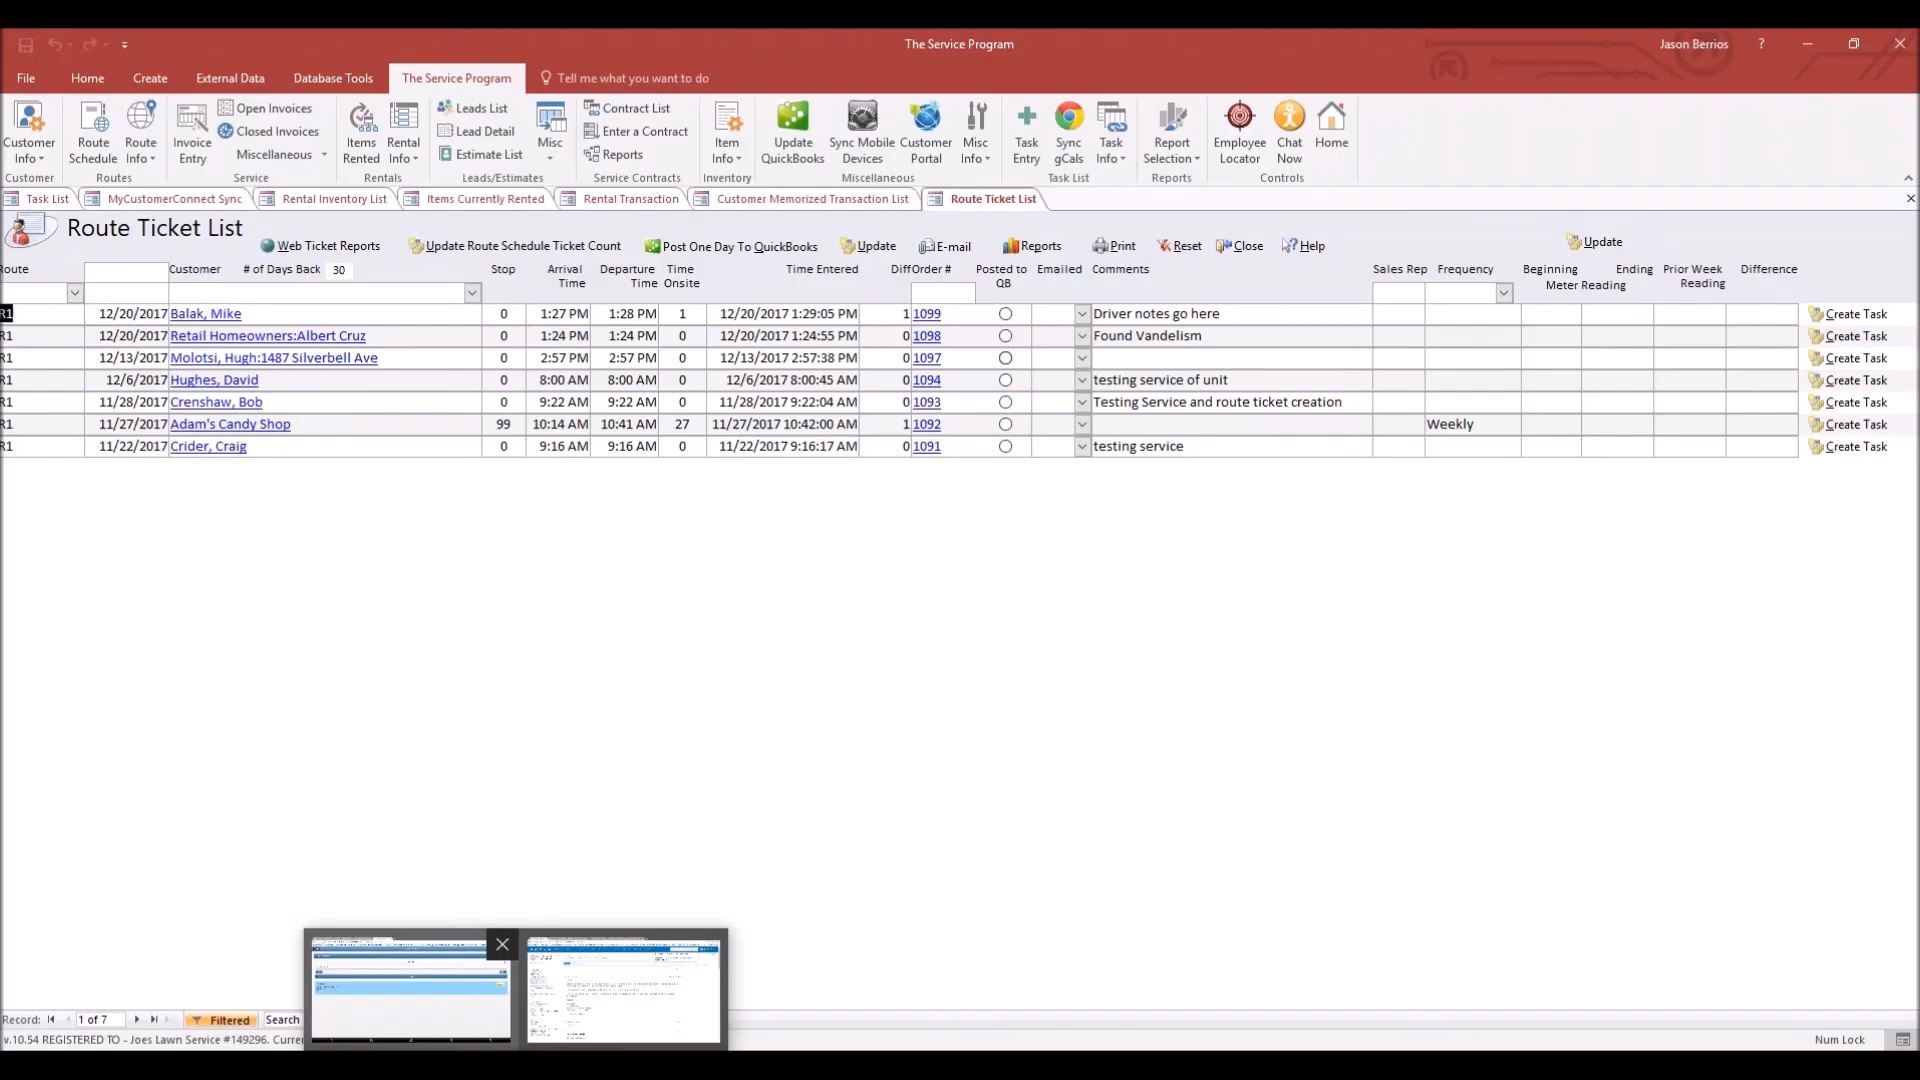 The Service Program
Jason Berrios
?
File Home Create External Data Database Tools The Service Program Tell me what you want to do
Customer Info
Route Schedule
Route Info
Invoice Entry
Open Invoices
Closed Invoices
Miscellaneous
Items Rented
Rental Info
Leads List
Lead Detail
Estimate List
Misc
Contract List
Enter a Contract
Reports
Item Info
Update QuickBooks
Sync Mobile Devices
Customer Portal
Misc Info
Task Entry
Sync gCals
Task Info
Report Selection
Employee Locator
Chat Now
Home
Customer Routes Service Rentals Leads/Estimates Service Contracts Inventory Miscellaneous Task List Reports Controls
Task List MyCustomerConnect Sync Rental Inventory List Items Currently Rented Rental Transaction Customer Memorized Transaction List Route Ticket List
Route Ticket List
Web Ticket Reports Update Route Schedule Ticket Count Post One Day To QuickBooks Update E-mail Reports Print Reset Close Help Update
Route Customer # of Days Back 30 Stop Arrival Time Departure Time Time Onsite Time Entered Diff Order # Posted to QB Emailed Comments Sales Rep Frequency Beginning Ending Meter Reading Prior Week Reading Difference
R1 12/20/2017 Balak, Mike 0 1:27 PM 1:28 PM 1 12/20/2017 1:29:05 PM 1 1099 Driver notes go here Create Task
R1 12/20/2017 Retail Homeowners:Albert Cruz 0 1:24 PM 1:24 PM 0 12/20/2017 1:24:55 PM 0 1098 Found Vandelism Create Task
R1 12/13/2017 Molotsi, Hugh:1487 Silverbell Ave 0 2:57 PM 2:57 PM 0 12/13/2017 2:57:38 PM 0 1097 Create Task
R1 12/6/2017 Hughes, David 0 8:00 AM 8:00 AM 0 12/6/2017 8:00:45 AM 0 1094 testing service of unit Create Task
R1 11/28/2017 Crenshaw, Bob 0 9:22 AM 9:22 AM 0 11/28/2017 9:22:04 AM 0 1093 Testing Service and route ticket creation Create Task
R1 11/27/2017 Adam's Candy Shop 99 10:14 AM 10:41 AM 27 11/27/2017 10:42:00 AM 1 1092 Weekly Create Task
R1 11/22/2017 Crider, Craig 0 9:16 AM 9:16 AM 0 11/22/2017 9:16:17 AM 0 1091 testing service Create Task
Record: 1 of 7 Filtered Search
v.10.54 REGISTERED TO - Joes Lawn Service #149296. Num Lock